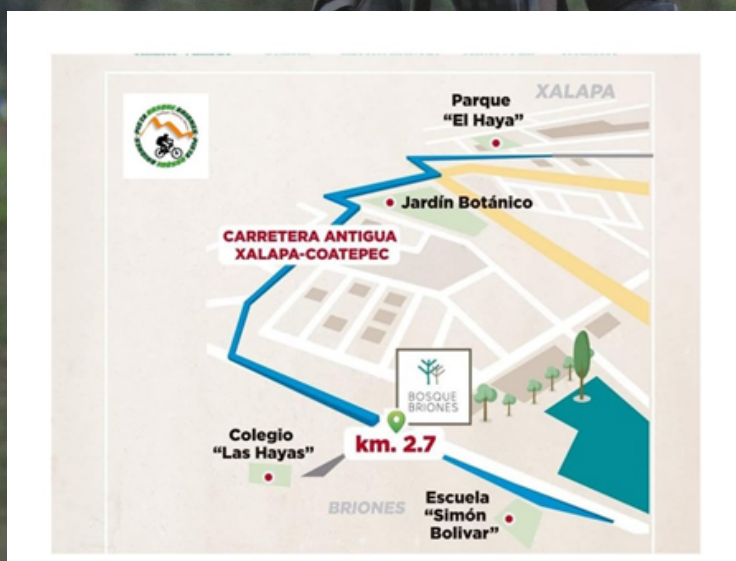 XALAPA
Parque
“El Haya”
Jardín Botánico
CARRETERA ANTIGUA
XALAPA-COATEPEC
BOSQUE
BRIONES
km. 2.7
Colegio
“Las Hayas”
BRIONES
Escuela
“Simón
Bolivar”